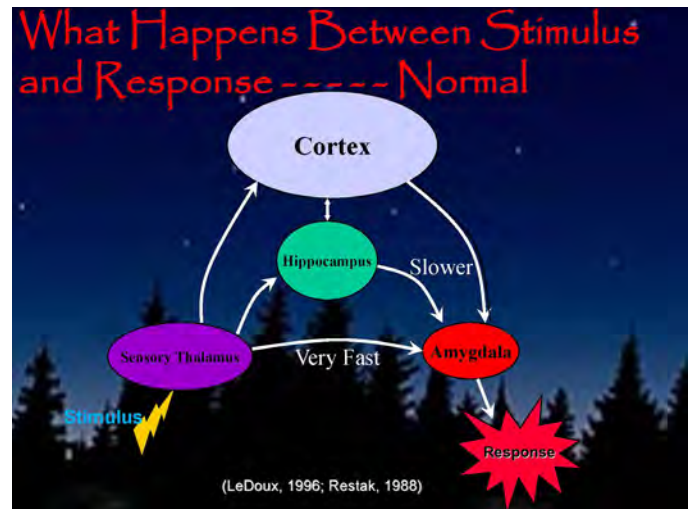 What Happens Between Stimulus
and Response ----- Normal
Cortex
Hippocampus
Slower
Sensory Thalamus
Very Fast
Amygdala
Stimulus
Response
(LeDoux, 1996; Restak, 1988)